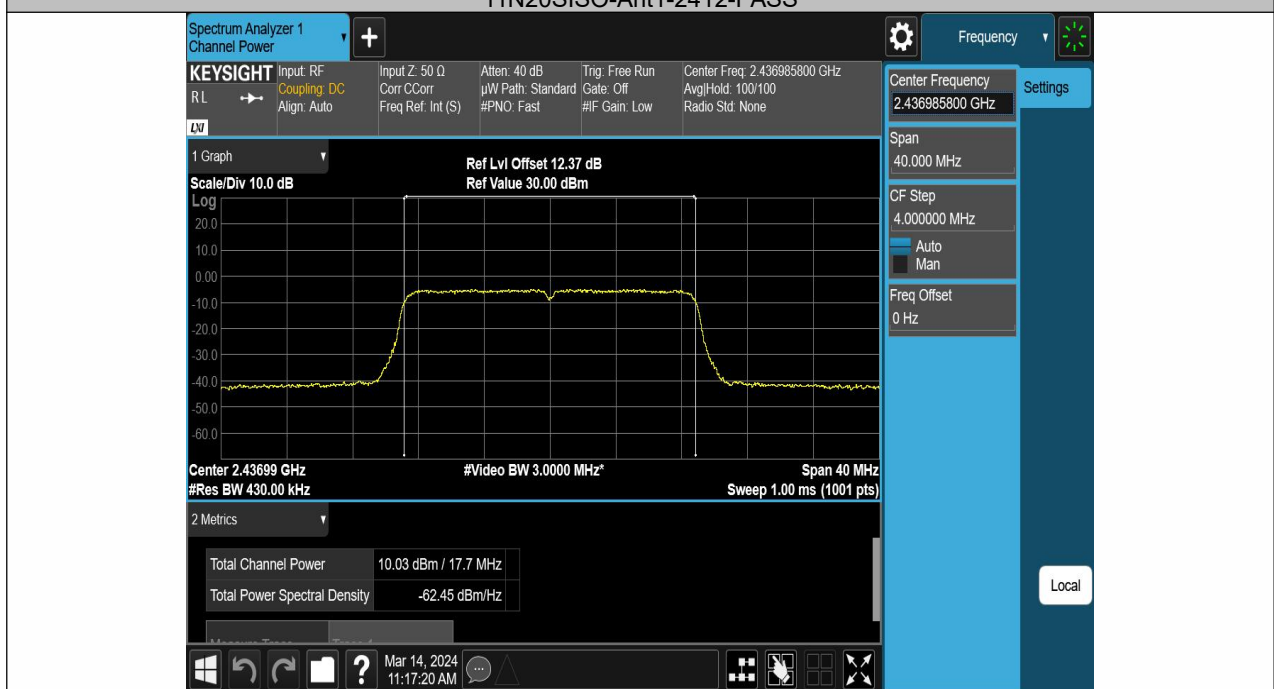 11N20SISO-Ant1-2412-PASS
Spectrum Analyzer 1
Channel Power
+
Frequency
KEYSIGHT
RL
LXI
Input: RF
Coupling: DC
Align: Auto
Input Z: 50 Ω
Corr CCorr
Freq Ref: Int (S)
Atten: 40 dB
µW Path: Standard
#PNO: Fast
Trig: Free Run
Gate: Off
#IF Gain: Low
Center Freq: 2.436985800 GHz
Avg|Hold: 100/100
Radio Std: None
Center Frequency
2.436985800 GHz
Settings
Span
40.000 MHz
CF Step
4.000000 MHz
Auto
Man
Freq Offset
0 Hz
Local
1 Graph
Scale/Div 10.0 dB
Ref Lvl Offset 12.37 dB
Ref Value 30.00 dBm
Log
20.0
10.0
0.00
-10.0
-20.0
-30.0
-40.0
-50.0
-60.0
Center 2.43699 GHz
#Video BW 3.0000 MHz*
Span 40 MHz
#Res BW 430.00 kHz
Sweep 1.00 ms (1001 pts)
2 Metrics
Total Channel Power 10.03 dBm / 17.7 MHz
Total Power Spectral Density -62.45 dBm/Hz
?
Mar 14, 2024
11:17:20 AM